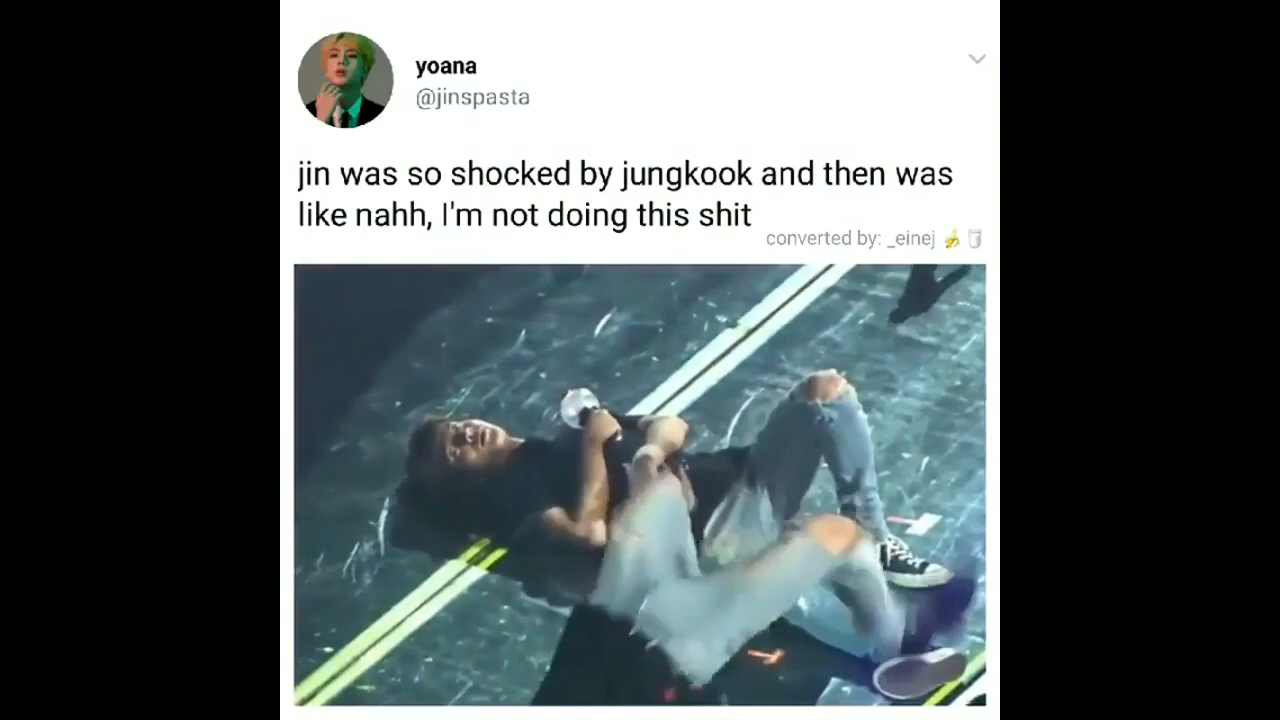 yoana
@jinspasta
jin was so shocked by jungkook and then was
like nahh, I'm not doing this shit
converted by: _einej 🍌🥛